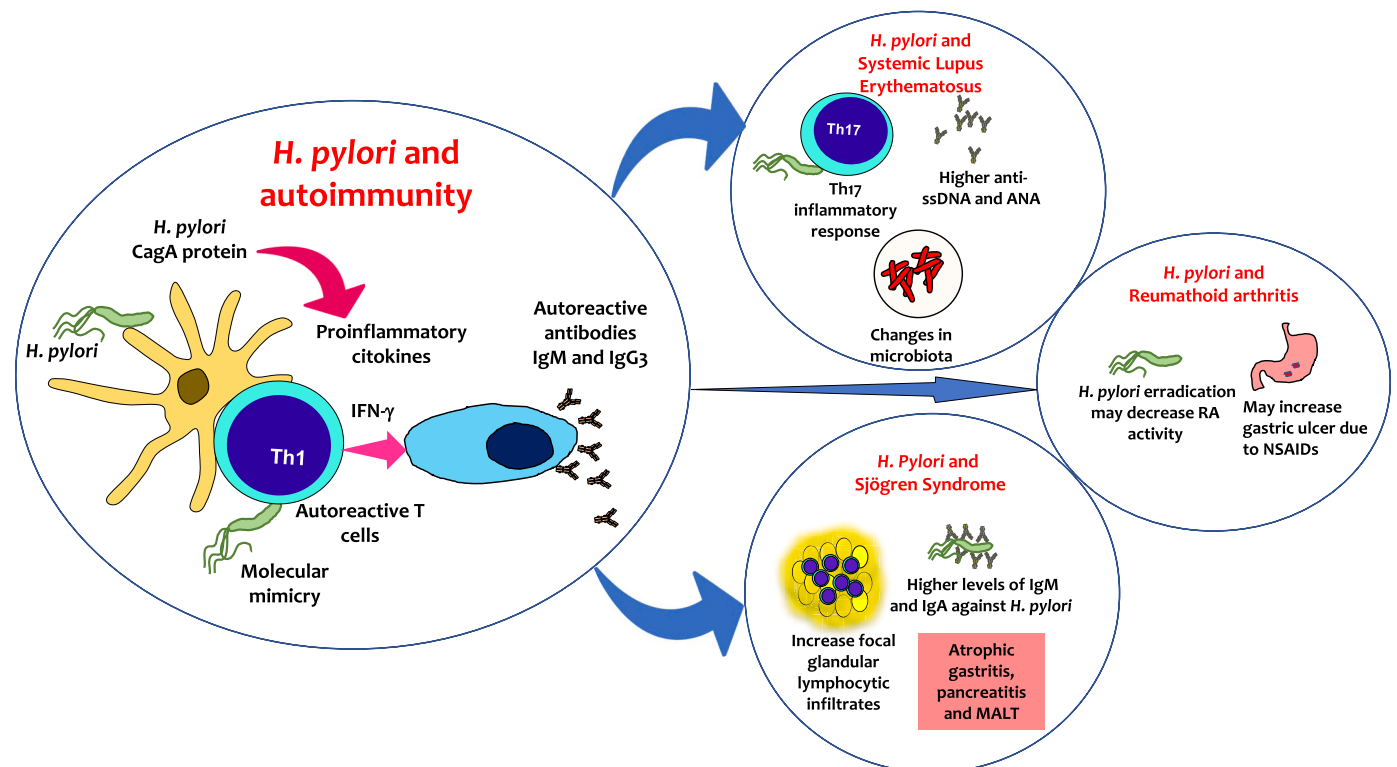 H. pylori and
autoimmunity
H. pylori
CagA protein
H. pylori
Proinflammatory
citokines
Autoreactive
antibodies
IgM and IgG3
IFN-γ
Th1
Autoreactive T
cells
Molecular
mimicry
H. pylori and
Systemic Lupus
Erythematosus
Th17
Th17
inflammatory
response
Higher anti-
ssDNA and ANA
Changes in
microbiota
H. pylori and
Reumathoid arthritis
H. pylori erradication
may decrease RA
activity
May increase
gastric ulcer due
to NSAIDs
H. Pylori and
Sjögren Syndrome
Increase focal
glandular
lymphocytic
infiltrates
Higher levels of IgM
and IgA against H. pylori
Atrophic
gastritis,
pancreatitis
and MALT